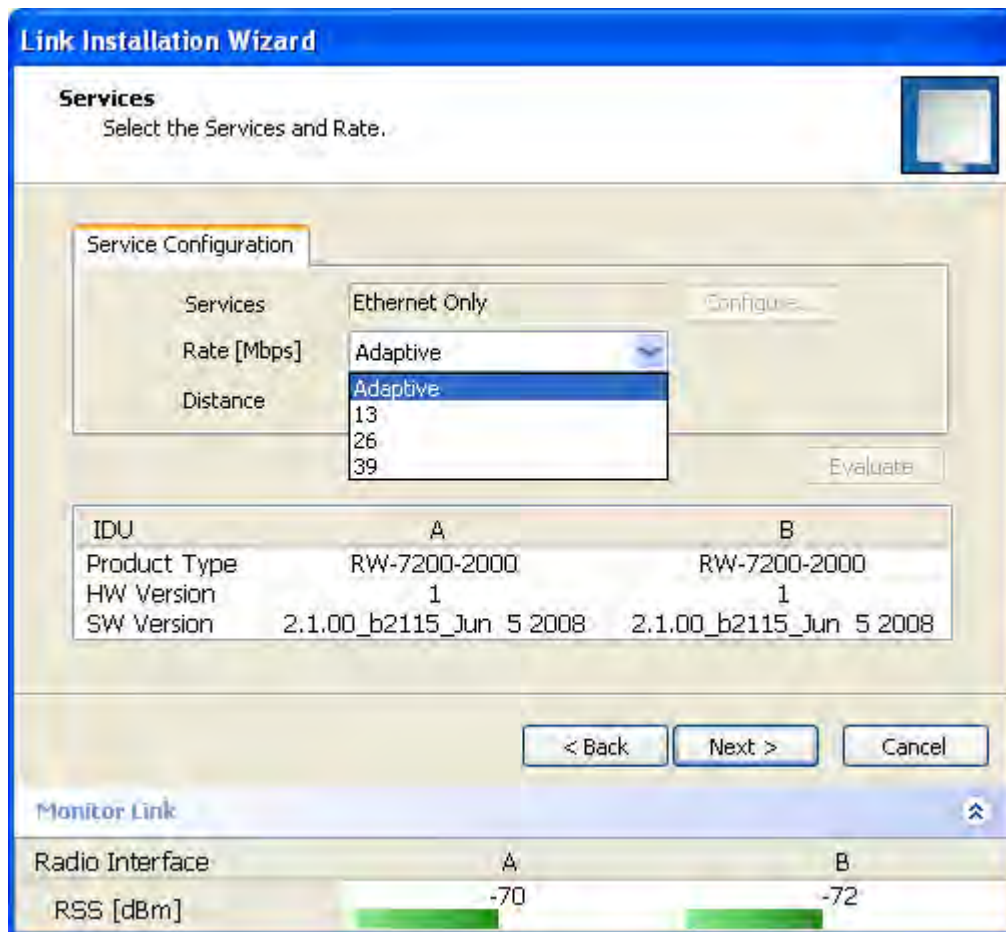 Link Installation Wizard
Services
Select the Services and Rate.
Service Configuration
Services Ethernet Only Configure...
Rate [Mbps] Adaptive
Adaptive
Distance
13
26
39
Evaluate
IDU A B
Product Type RW-7200-2000 RW-7200-2000
HW Version 1 1
SW Version 2.1.00_b2115_Jun 5 2008 2.1.00_b2115_Jun 5 2008
< Back Next > Cancel
Monitor Link
Radio Interface A B
RSS [dBm] -70 -72